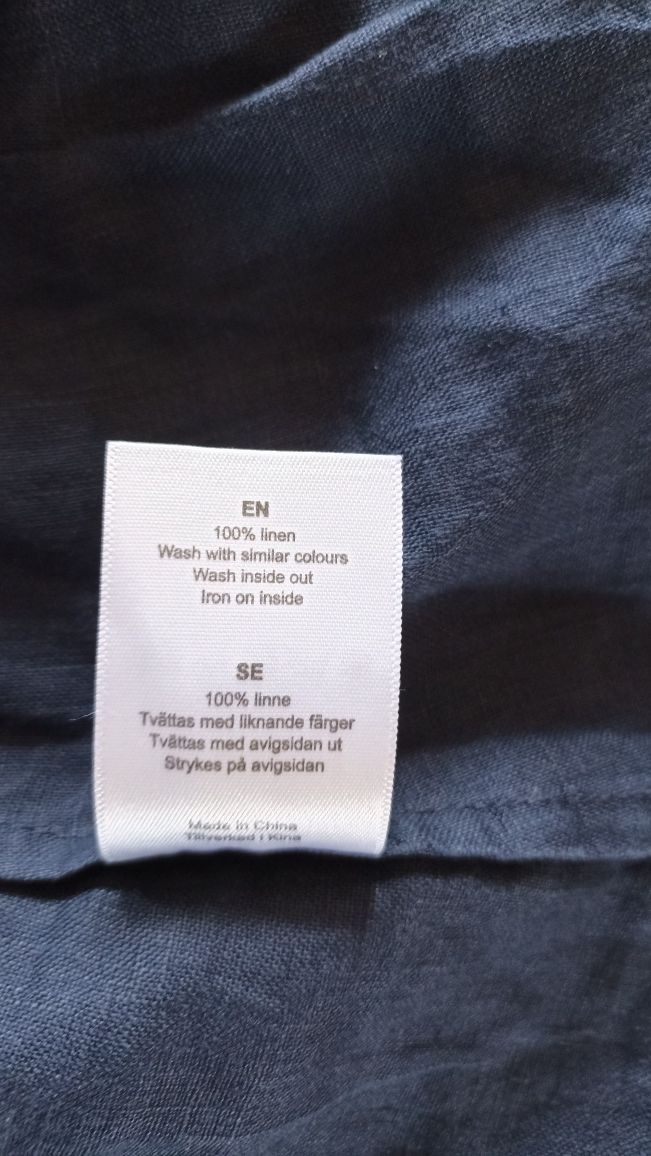 EN
100% linen
Wash with similar colours
Wash inside out
Iron on inside
SE
100% linne
Tvättas med liknande färger
Tvättas med avigsidan ut
Strykes på avigsidan
Made in China
Tillverkad i Kina